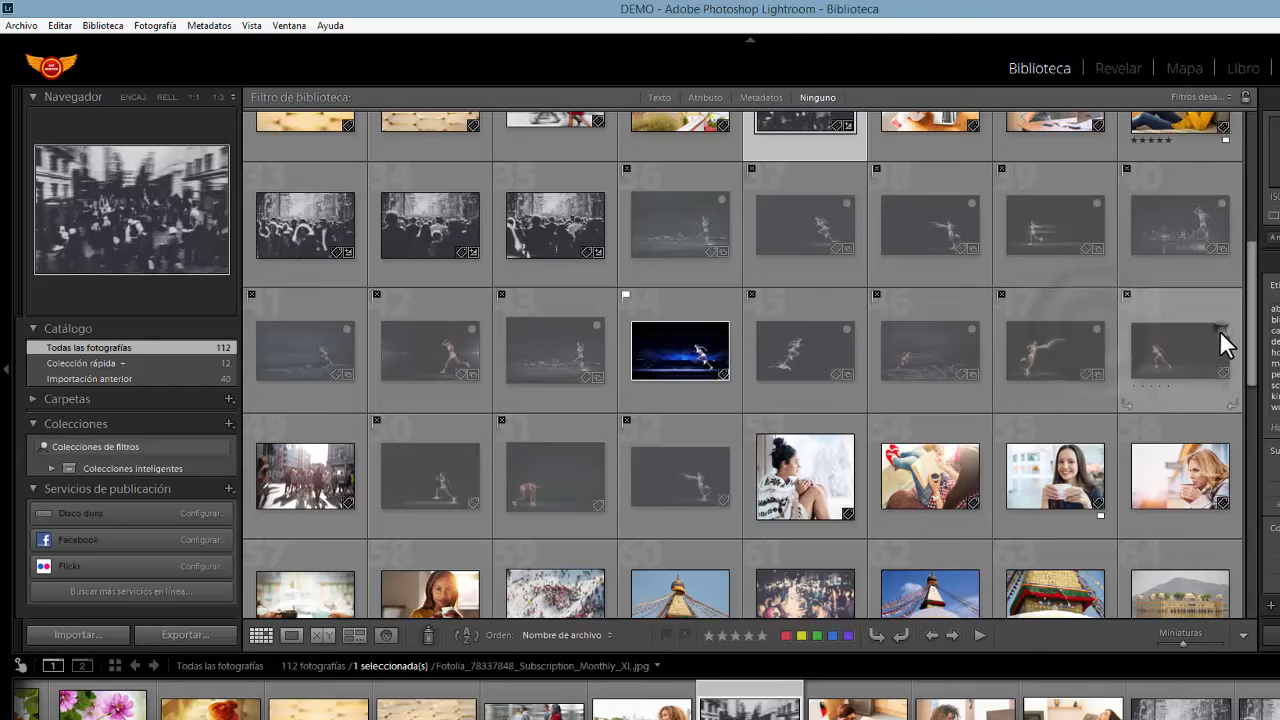 DEMO - Adobe Photoshop Lightroom - Biblioteca
Archivo Editar Biblioteca Fotografía Metadatos Vista Ventana Ayuda
Biblioteca Revelar Mapa Libro
Navegador ENCAJ. RELL. 1:1 1:3
Filtro de biblioteca: Texto Atributo Metadatos Ninguno Filtros desa...
Catálogo
Todas las fotografías 112
Colección rápida + 12
Importación anterior 40
Carpetas
Colecciones
Colecciones de filtros
Colecciones inteligentes
Servicios de publicación
Disco duro Configurar...
Facebook Configurar...
Flickr Configurar...
Buscar más servicios en línea...
Importar... Exportar...
Orden: Nombre de archivo
Miniaturas
1 2 Todas las fotografías 112 fotografías /1 seleccionada(s) /Fotolia_78337848_Subscription_Monthly_XL.jpg